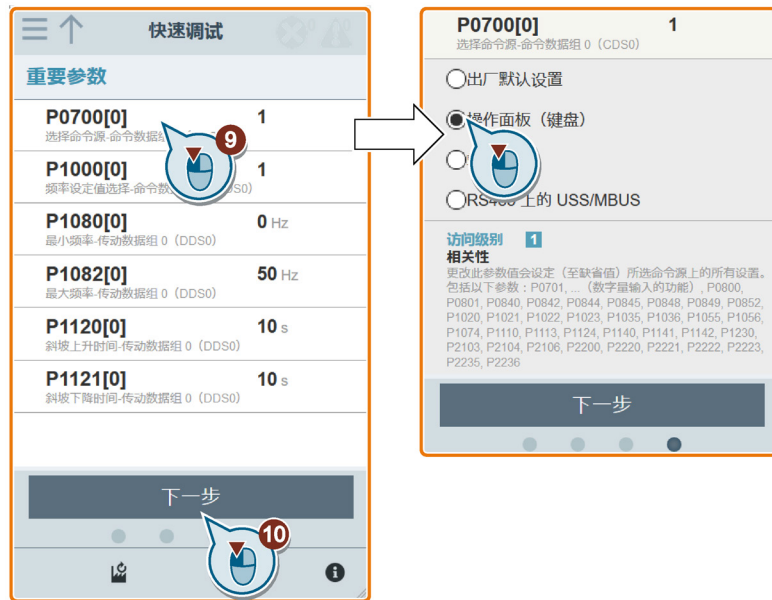 快速调试
0
0
重要参数
P0700[0] 1
选择命令源-命令数据组
9
P1000[0] 1
频率设定值选择-命令数 DS0)
P1080[0] 0 Hz
最小频率-传动数据组 0（DDS0）
P1082[0] 50 Hz
最大频率-传动数据组 0（DDS0）
P1120[0] 10 s
斜坡上升时间-传动数据组 0（DDS0）
P1121[0] 10 s
斜坡下降时间-传动数据组 0（DDS0）
下一步
10
P0700[0] 1
选择命令源-命令数据组 0（CDS0）
出厂默认设置
操作面板（键盘）
RS485 上的 USS/MBUS
访问级别 1
相关性
更改此参数值会设定（至缺省值）所选命令源上的所有设置。
包括以下参数：P0701, ...（数字量输入的功能）, P0800,
P0801, P0840, P0842, P0844, P0845, P0848, P0849, P0852,
P1020, P1021, P1022, P1023, P1035, P1036, P1055, P1056,
P1074, P1110, P1113, P1124, P1140, P1141, P1142, P1230,
P2103, P2104, P2106, P2200, P2220, P2221, P2222, P2223,
P2235, P2236
下一步